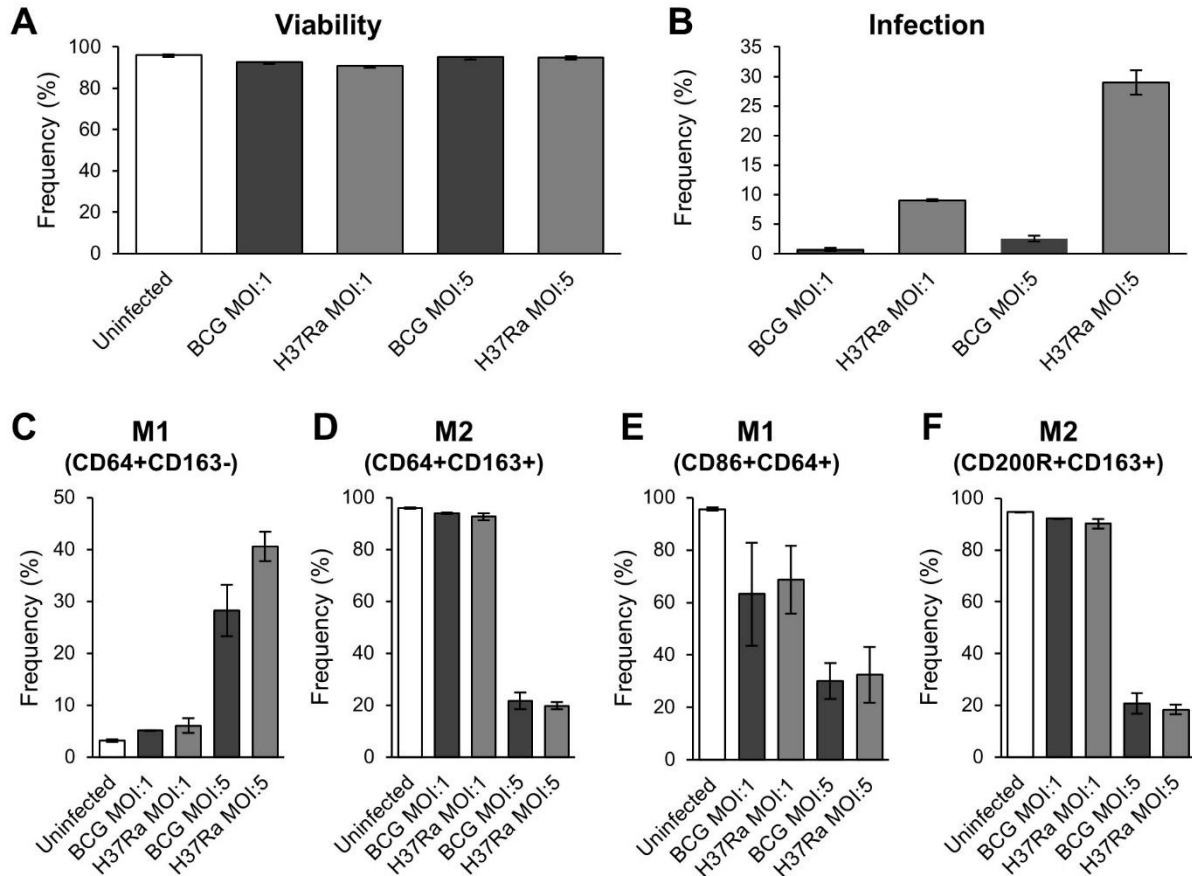 A
Viability
Frequency (%)
100
80
60
40
20
0
Uninfected
BCG MOI:1
H37Ra MOI:1
BCG MOI:5
H37Ra MOI:5
B
Infection
Frequency (%)
35
30
25
20
15
10
5
0
BCG MOI:1
H37Ra MOI:1
BCG MOI:5
H37Ra MOI:5
C
M1
(CD64+CD163-)
Frequency (%)
50
40
30
20
10
0
Uninfected
BCG MOI:1
H37Ra MOI:1
BCG MOI:5
H37Ra MOI:5
D
M2
(CD64+CD163+)
Frequency (%)
100
80
60
40
20
0
Uninfected
BCG MOI:1
H37Ra MOI:1
BCG MOI:5
H37Ra MOI:5
E
M1
(CD86+CD64+)
Frequency (%)
100
80
60
40
20
0
Uninfected
BCG MOI:1
H37Ra MOI:1
BCG MOI:5
H37Ra MOI:5
F
M2
(CD200R+CD163+)
Frequency (%)
100
80
60
40
20
0
Uninfected
BCG MOI:1
H37Ra MOI:1
BCG MOI:5
H37Ra MOI:5